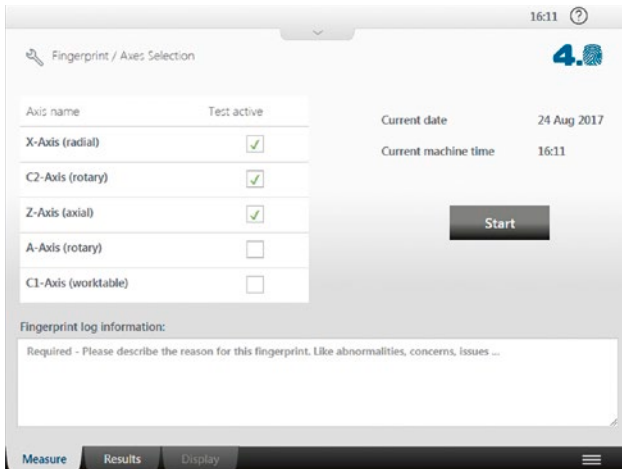 16:11 ?
Fingerprint / Axes Selection
4.0
Axis name Test active
X-Axis (radial)
C2-Axis (rotary)
Z-Axis (axial)
A-Axis (rotary)
C1-Axis (worktable)
Current date 24 Aug 2017
Current machine time 16:11
Start
Fingerprint log information:
Required - Please describe the reason for this fingerprint. Like abnormalities, concerns, issues ...
Measure Results Display